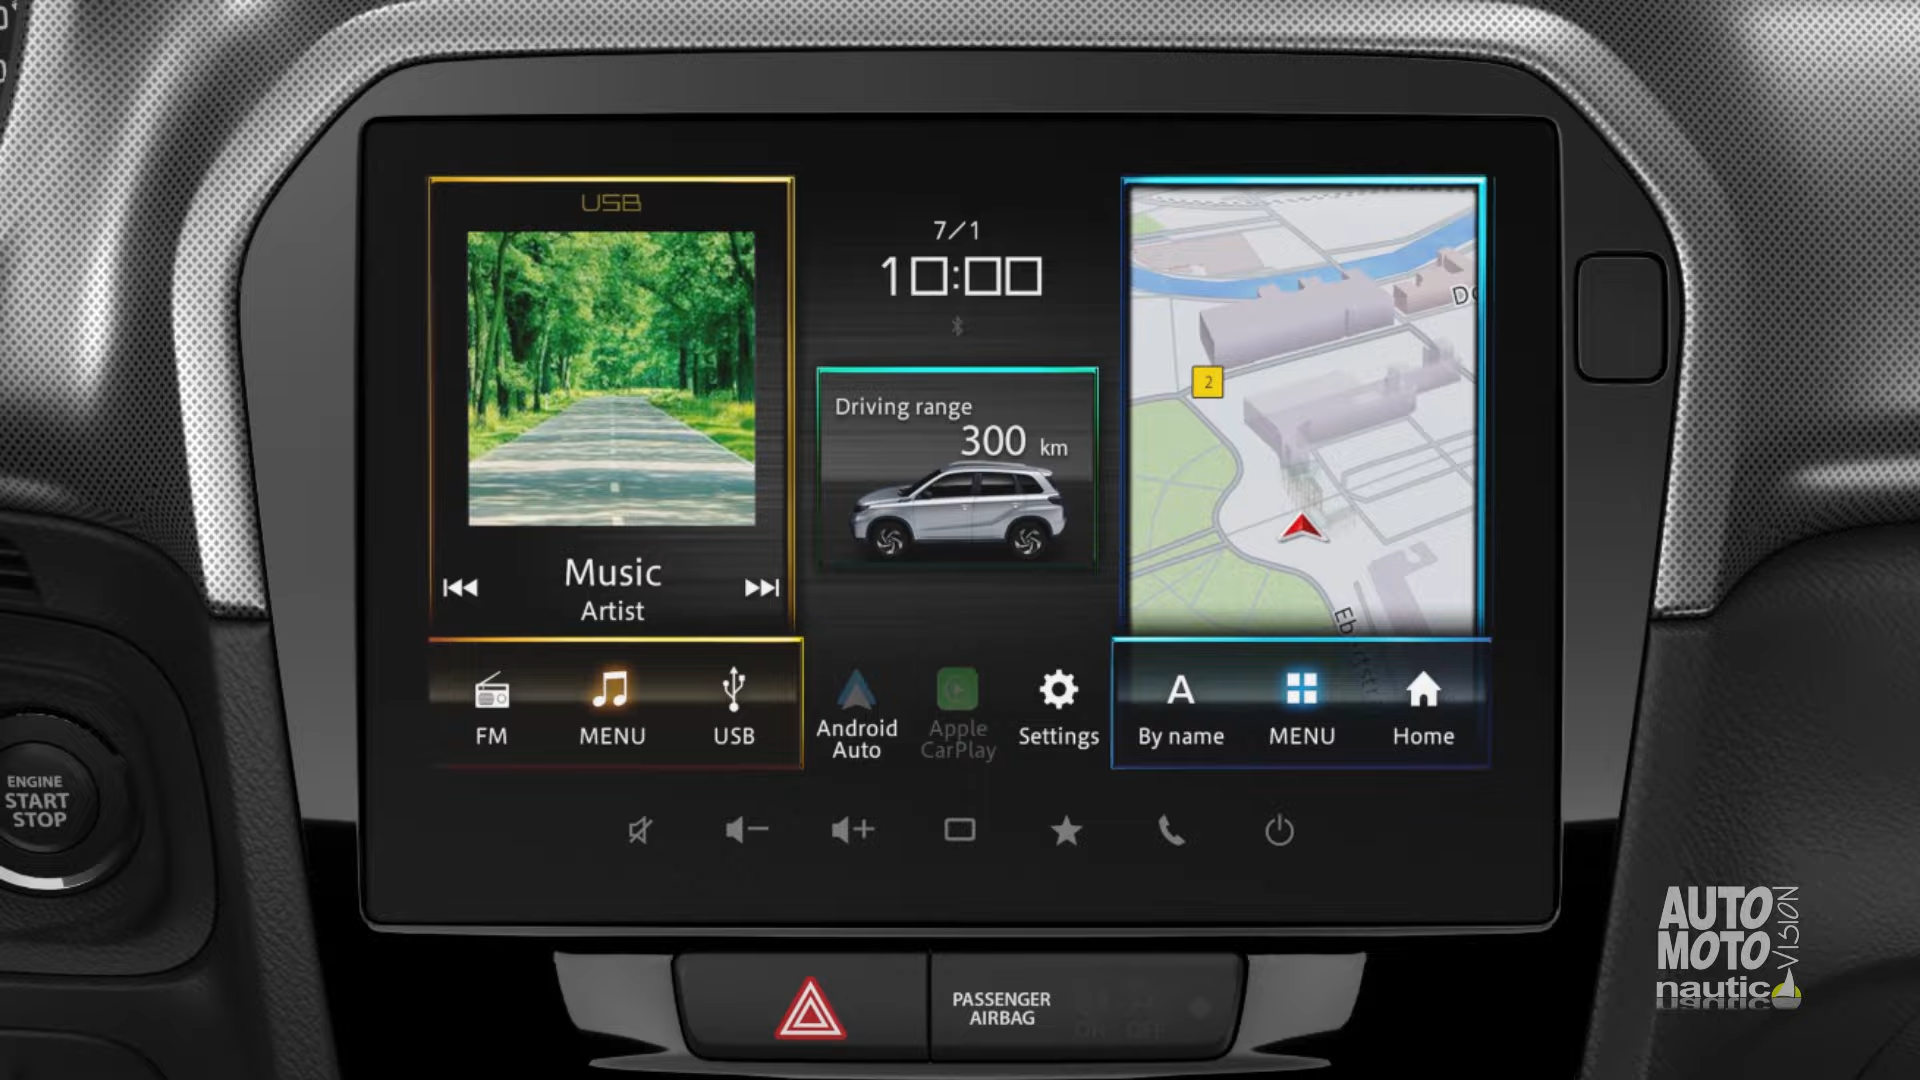 USB
7/1
10:00
Driving range
300 km
2
Music
Artist
FM
MENU
USB
Android
Auto
Apple
CarPlay
Settings
By name
MENU
Home
ENGINE
START
STOP
PASSENGER
AIRBAG
OFF
AUTO
MOTO
VISION
nautic